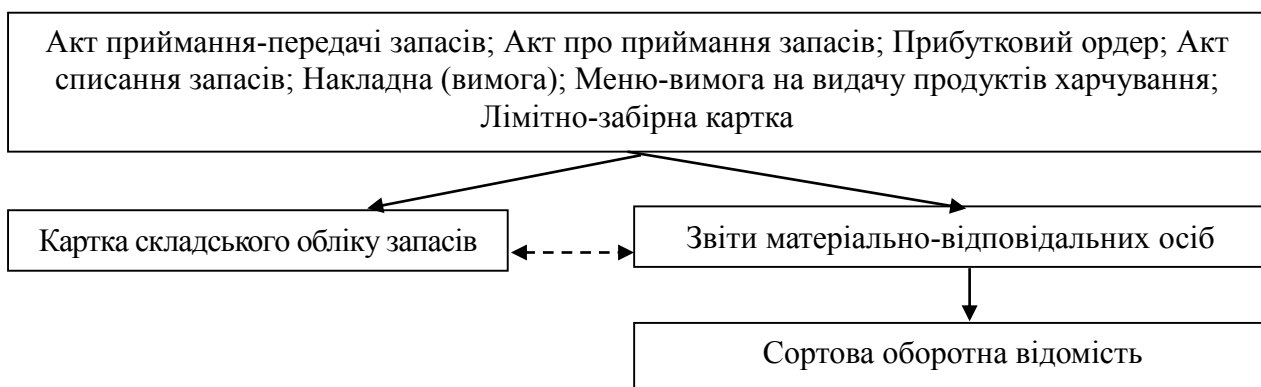 Акт приймання-передачі запасів; Акт про приймання запасів; Прибутковий ордер; Акт
списання запасів; Накладна (вимога); Меню-вимога на видачу продуктів харчування;
Лімітно-забірна картка
Картка складського обліку запасів
Звіти матеріально-відповідальних осіб
Сортова оборотна відомість